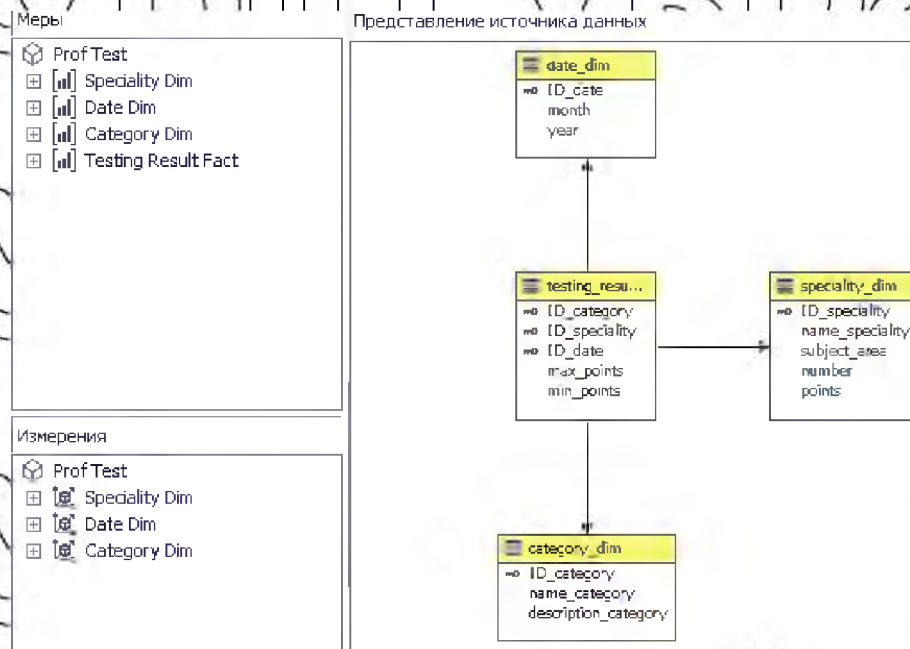 Меры
Prof Test
Speciality Dim
Date Dim
Category Dim
Testing Result Fact
Измерения
Prof Test
Speciality Dim
Date Dim
Category Dim
Представление источника данных
date_dim
ID_date
month
year
testing_resu...
ID_category
ID_speciality
ID_date
max_points
min_points
speciality_dim
ID_speciality
name_speciality
subject_area
number
points
category_dim
ID_category
name_category
description_category